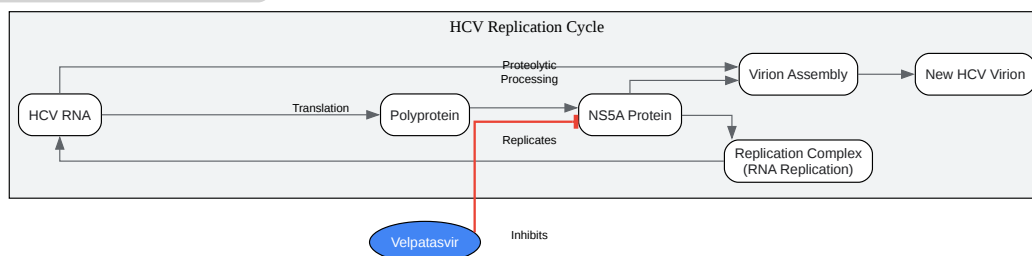 HCV Replication Cycle
Proteolytic
Processing
Virion Assembly
New HCV Virion
HCV RNA
Translation
Polyprotein
NS5A Protein
Replicates
Replication Complex
(RNA Replication)
Velpatasvir
Inhibits